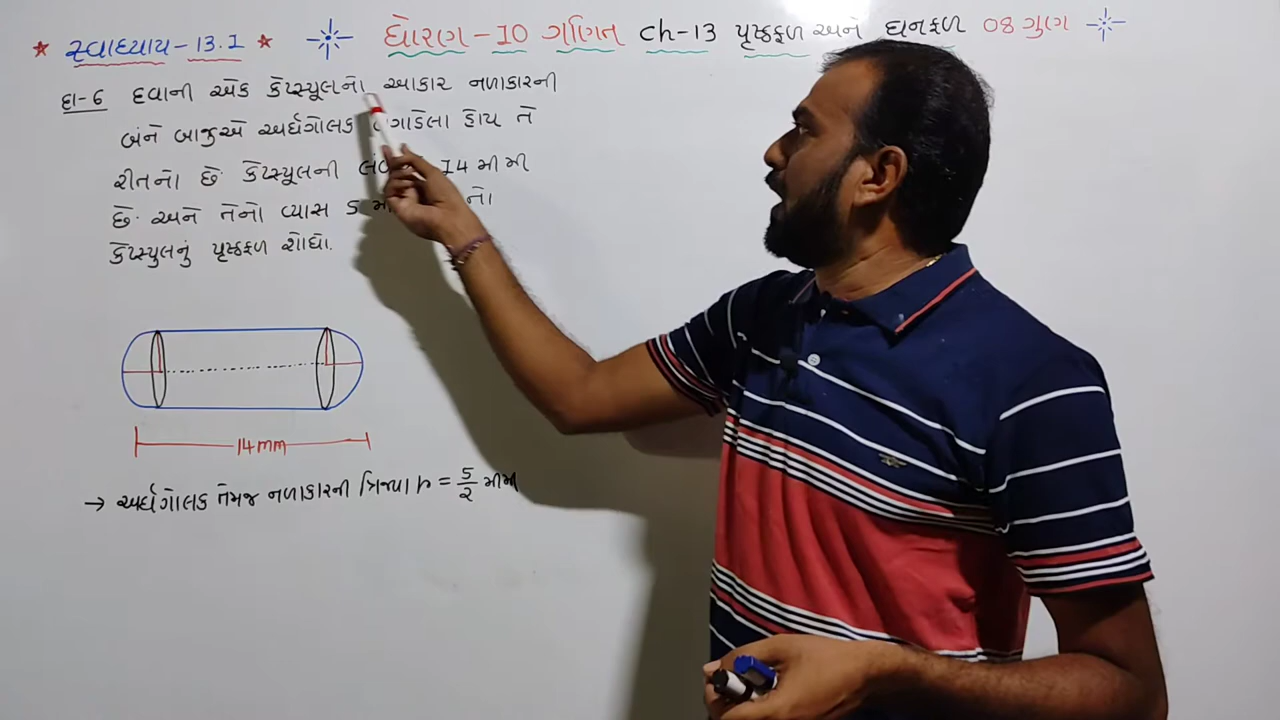 ★ સ્વાધ્યાય - 13.1 ★ ધોરણ - 10 ગણિત ch-13 પૃષ્ઠફળ અને ઘનફળ 08 ગુણ
દા-6 દવાની એક કેપ્સ્યૂલનો આકાર નળાકારની
બંને બાજુએ અર્ધગોલક હોય તે
રીતનો છે. કેપ્સ્યૂલની 14 મીમી
છે. અને તેનો વ્યાસ 5
કેપ્સ્યુલનું પૃષ્ઠફળ શોધો.
14mm
→ અર્ધગોલક તેમજ નળાકારની ત્રિજ્યા r = 5/2 મીમી